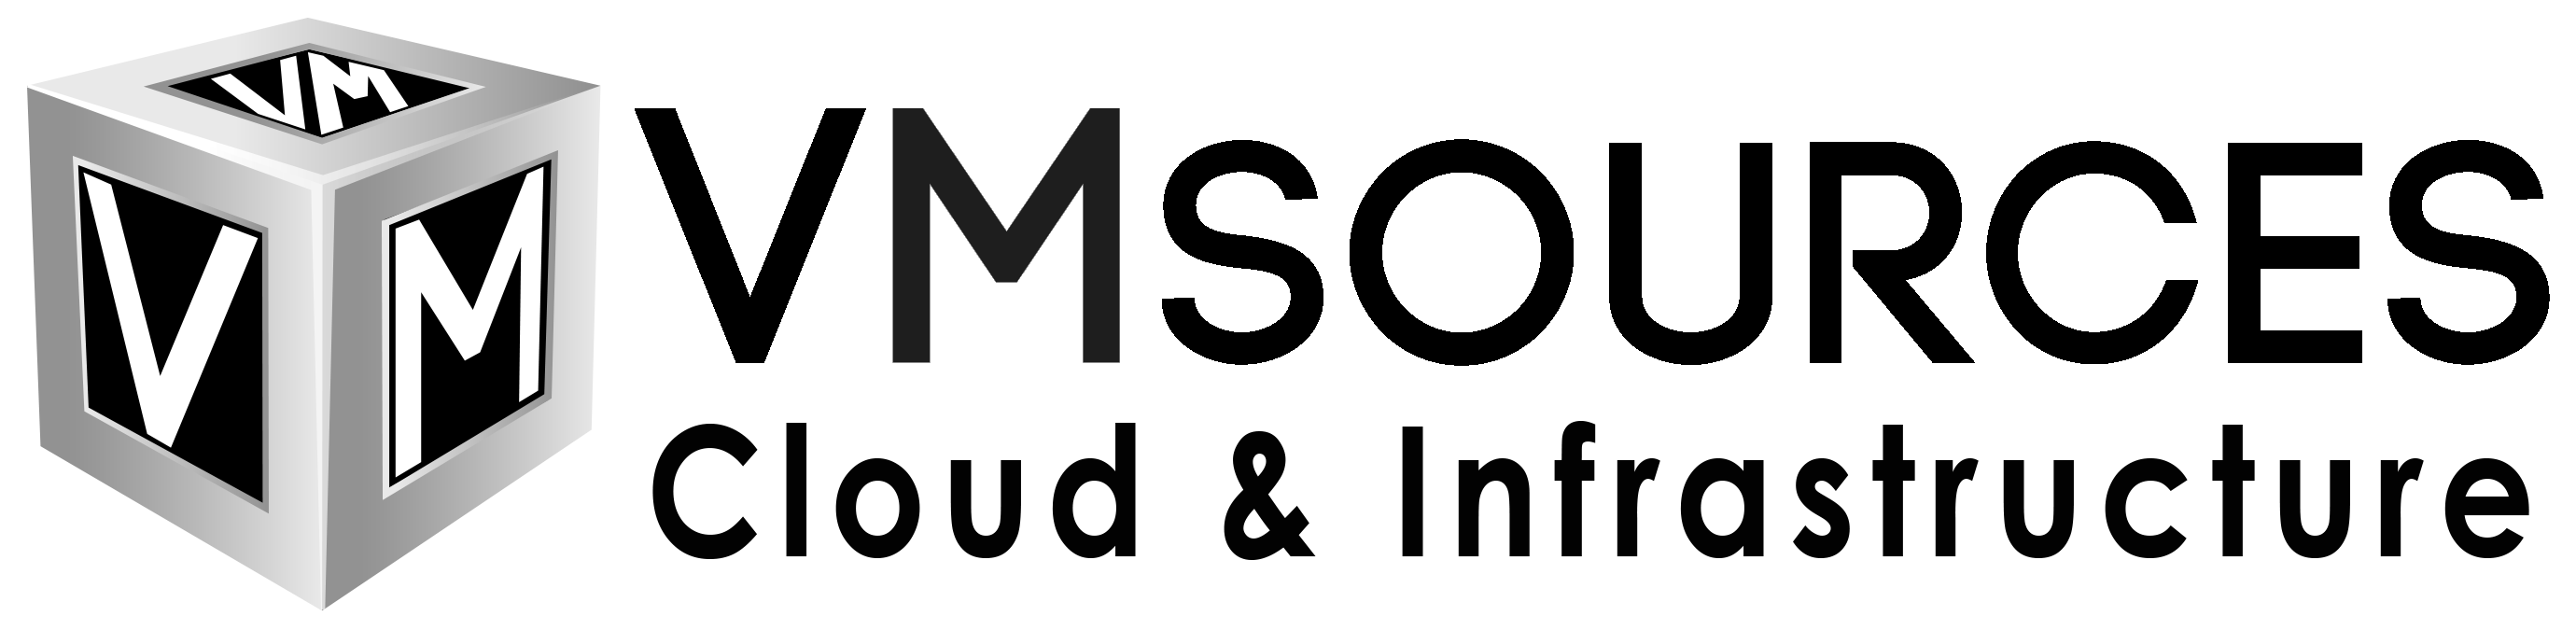 VM
V M
VMSOURCES
Cloud & Infrastructure